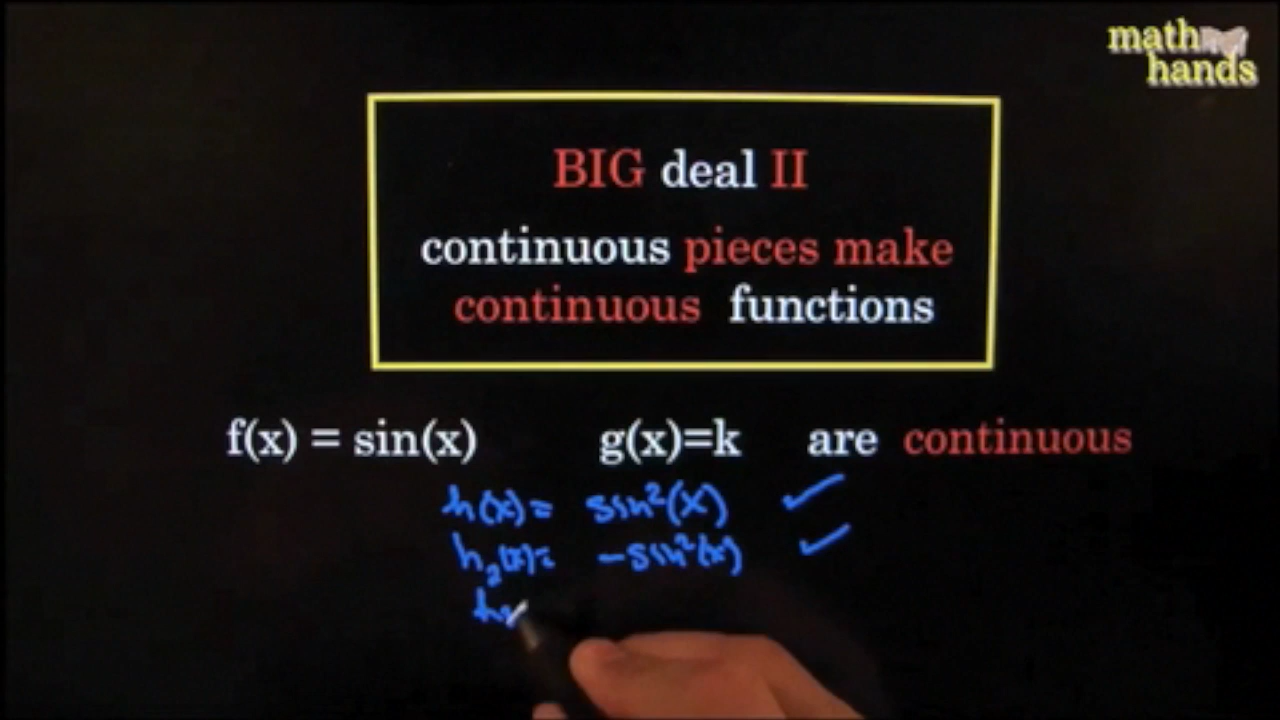 math
hands
BIG deal II
continuous pieces make
continuous functions
f(x) = sin(x) g(x)=k are continuous
h(x) = sin²(x) ✓
h₂(x) = -sin²(x) ✓
h